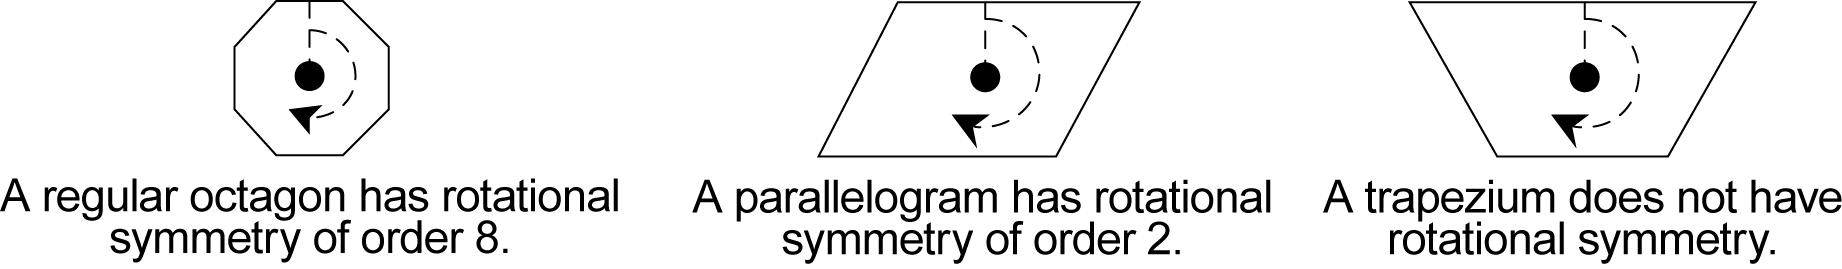 A regular octagon has rotational
symmetry of order 8.
A parallelogram has rotational
symmetry of order 2.
A trapezium does not have
rotational symmetry.